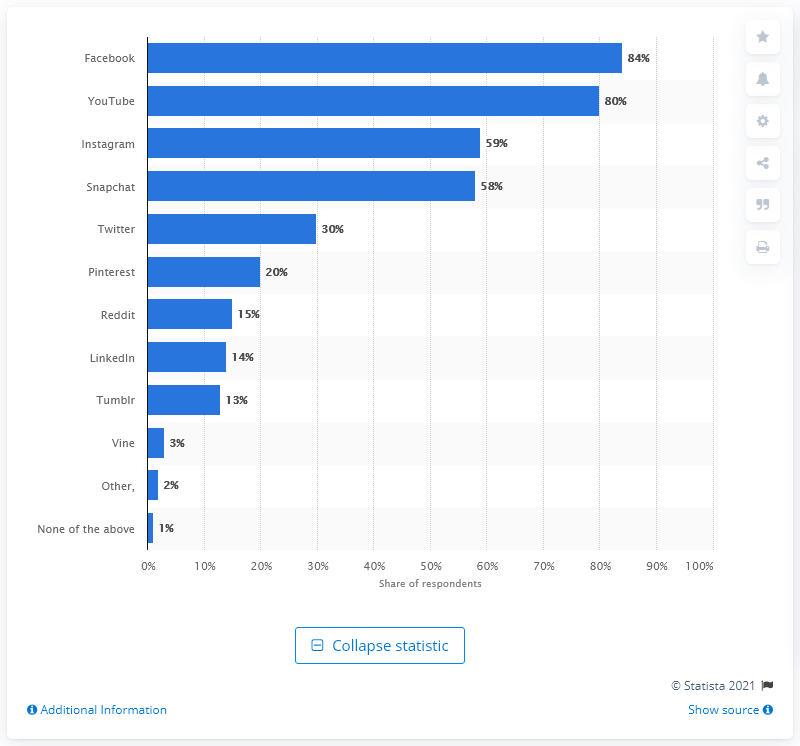 Facebook 84%
YouTube 80%
Instagram 59%
Snapchat 58%
Twitter 30%
Pinterest 20%
Reddit 15%
LinkedIn 14%
Tumblr 13%
Vine 3%
Other, 2%
None of the above 1%
0% 10% 20% 30% 40% 50% 60% 70% 80% 90% 100%
Share of respondents
Collapse statistic
© Statista 2021
Additional Information Show source